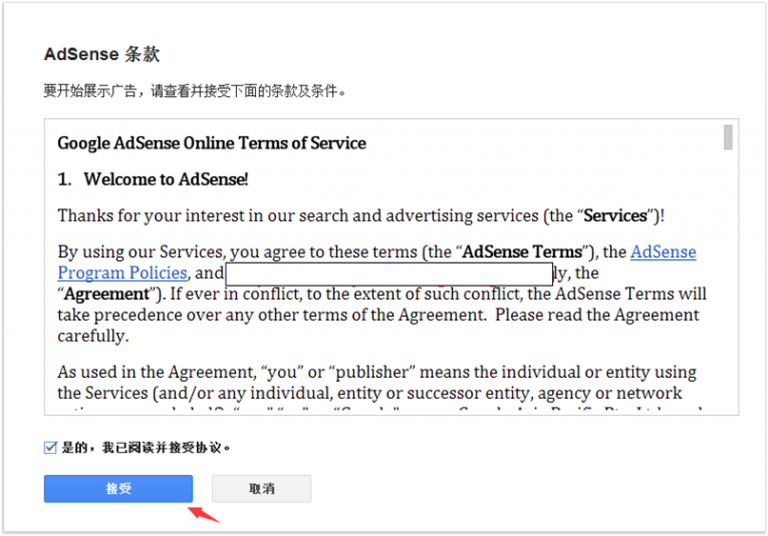 AdSense 条款
要开始展示广告，请查看并接受下面的条款及条件。
Google AdSense Online Terms of Service
1. Welcome to AdSense!
Thanks for your interest in our search and advertising services (the “Services”)!
By using our Services, you agree to these terms (the “AdSense Terms”), the AdSense
Program Policies, and ly, the
“Agreement”). If ever in conflict, to the extent of such conflict, the AdSense Terms will
take precedence over any other terms of the Agreement. Please read the Agreement
carefully.
As used in the Agreement, “you” or “publisher” means the individual or entity using
the Services (and/or any individual, entity or successor entity, agency or network
是的，我已阅读并接受协议。
接受
取消